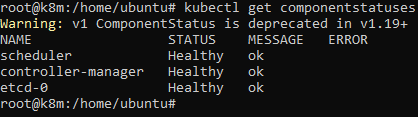 root@k8m:/home/ubuntu# kubectl get componentstatuses
Warning: v1 ComponentStatus is deprecated in v1.19+
NAME                 STATUS    MESSAGE   ERROR
scheduler            Healthy   ok
controller-manager   Healthy   ok
etcd-0               Healthy   ok
root@k8m:/home/ubuntu#